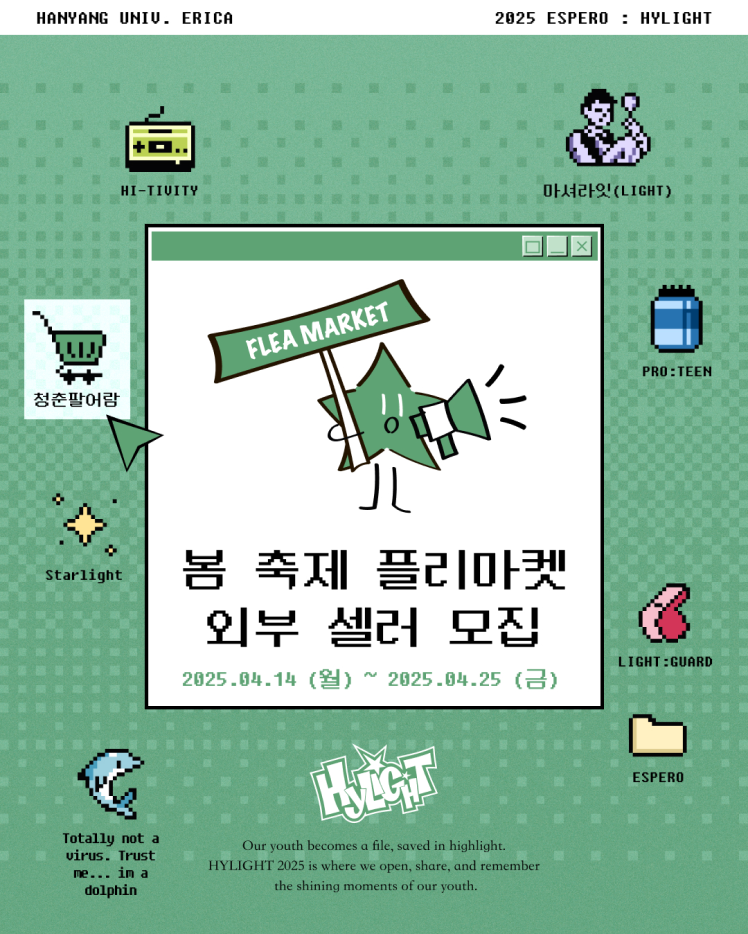 HANYANG UNIV. ERICA
2025 ESPERO : HYLIGHT
HI-TIVITY
마셔라잇(LIGHT)
FLEA MARKET
청춘팔어람
PRO:TEEN
Starlight
봄 축제 플리마켓
외부 셀러 모집
2025.04.14 (월) ~ 2025.04.25 (금)
LIGHT:GUARD
ESPERO
HYLIGHT
Totally not a
virus. Trust
me... im a
dolphin
Our youth becomes a file, saved in highlight.
HYLIGHT 2025 is where we open, share, and remember
the shining moments of our youth.